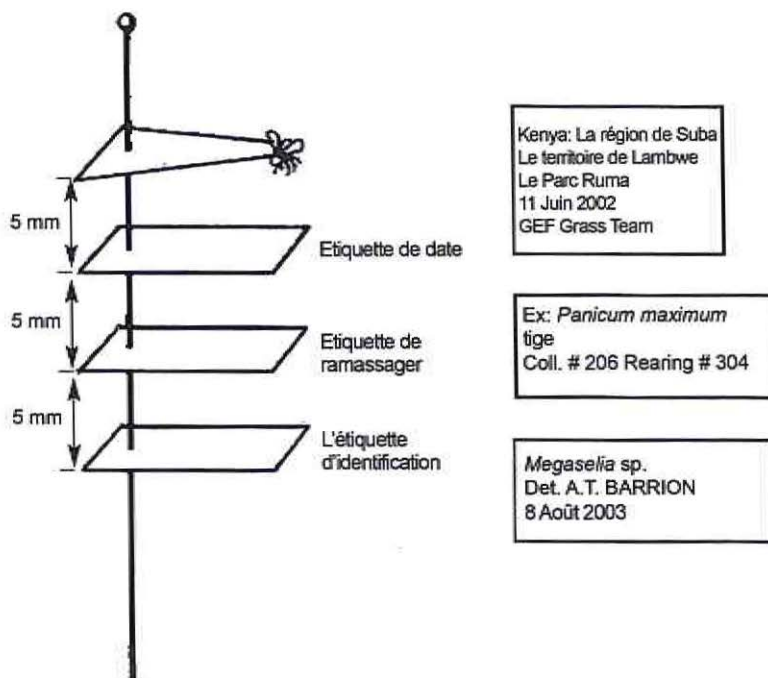 5 mm
Etiquette de date
5 mm
Etiquette de
ramassager
5 mm
L'étiquette
d'identification
Kenya: La région de Suba
Le territoire de Lambwe
Le Parc Ruma
11 Juin 2002
GEF Grass Team
Ex: Panicum maximum
tige
Coll. # 206 Rearing # 304
Megaselia sp.
Det. A.T. BARRION
8 Août 2003